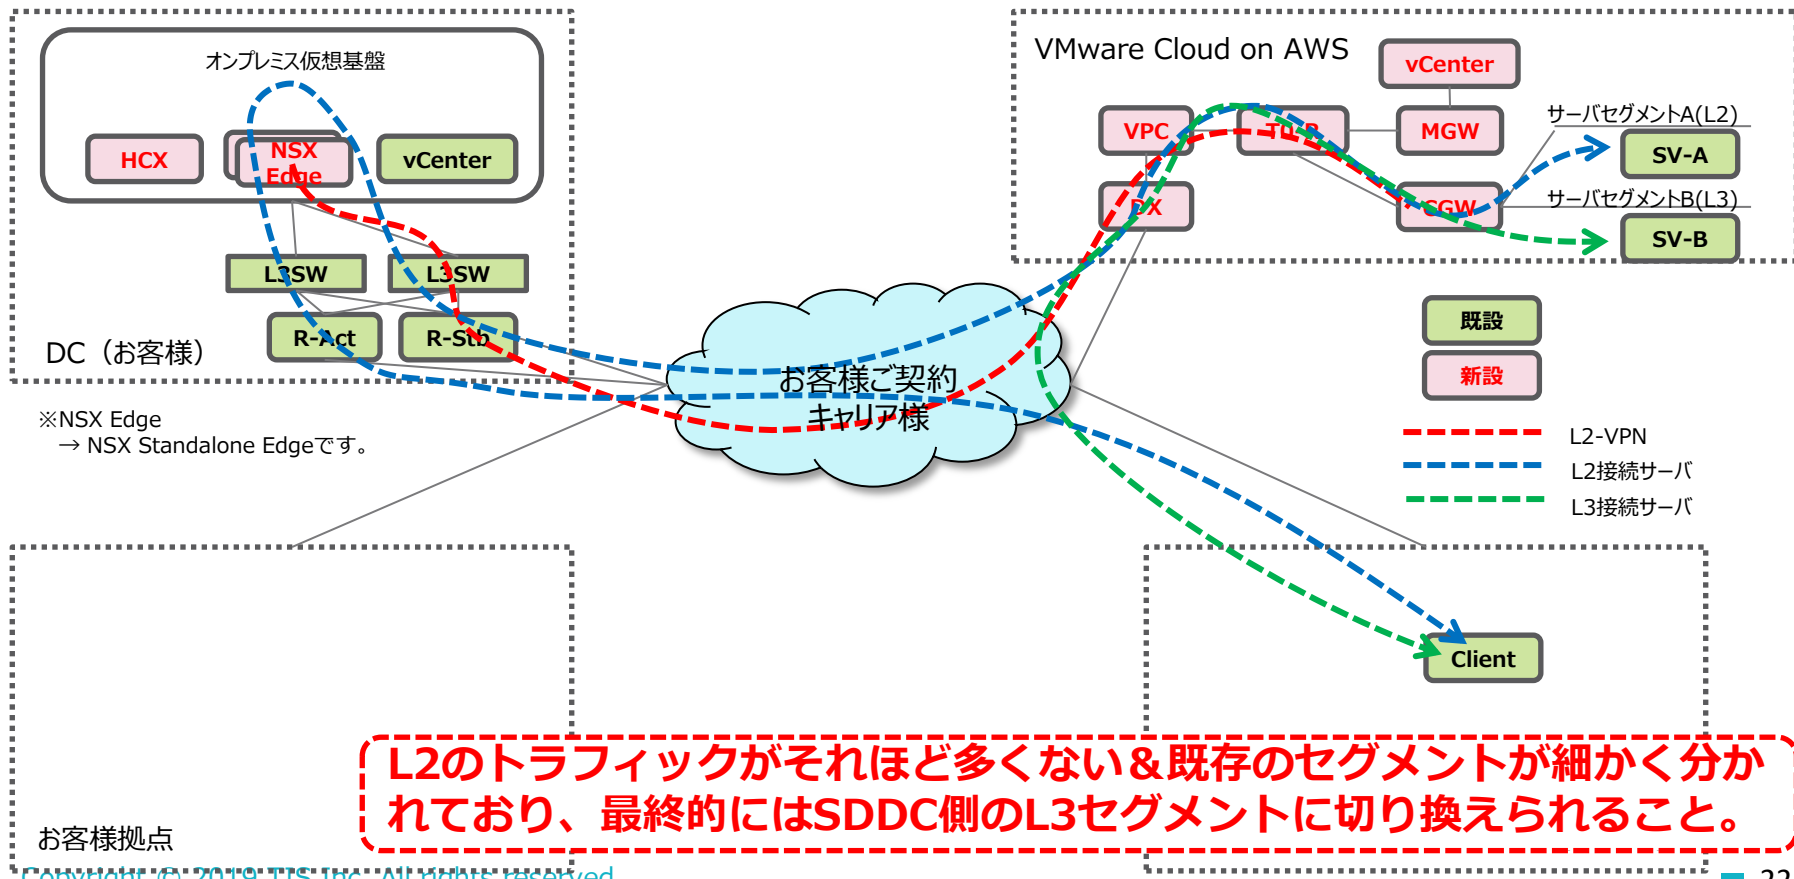 オンプレミス仮想基盤
HCX
NSX
Edge
vCenter
L3SW
L3SW
R-Act
R-Stb
DC（お客様）
※NSX Edge
→ NSX Standalone Edgeです。
お客様ご契約
キャリア様
VMware Cloud on AWS
vCenter
VPC
MGW
DX
CGW
サーバセグメントA(L2)
SV-A
サーバセグメントB(L3)
SV-B
既設
新設
L2-VPN
L2接続サーバ
L3接続サーバ
Client
L2のトラフィックがそれほど多くない＆既存のセグメントが細かく分か
れており、最終的にはSDDC側のL3セグメントに切り換えられること。
お客様拠点
Copyright © 2019 TIS Inc. All rights reserved.